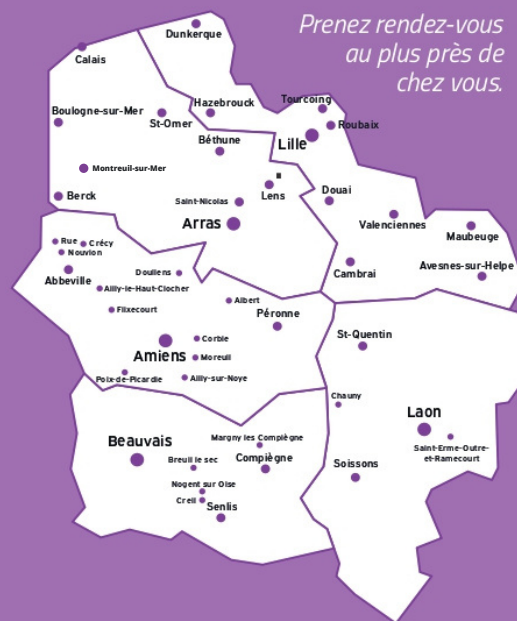 Prenez rendez-vous
au plus près de
chez vous.
Dunkerque
Calais
Tourcoing
Hazebrouck
Boulogne-sur-Mer
St-Omer
Roubaix
Lille
Béthune
Montreuil-sur-Mer
Lens
Douai
Berck
Saint-Nicolas
Arras
Valenciennes
Maubeuge
Rue
Crécy
Nouvion
Abbeville
Doullens
Cambrai
Avesnes-sur-Helpe
Ailly-le-Haut-Clocher
Flixecourt
Albert
Péronne
St-Quentin
Corbie
Amiens
Moreuil
Poix-de-Picardie
Ailly-sur-Noye
Chauny
Laon
Beauvais
Margny les Compiègne
Saint-Erme-Outre-
et-Ramecourt
Breuil le sec
Compiègne
Soissons
Nogent sur Oise
Creil
Senlis